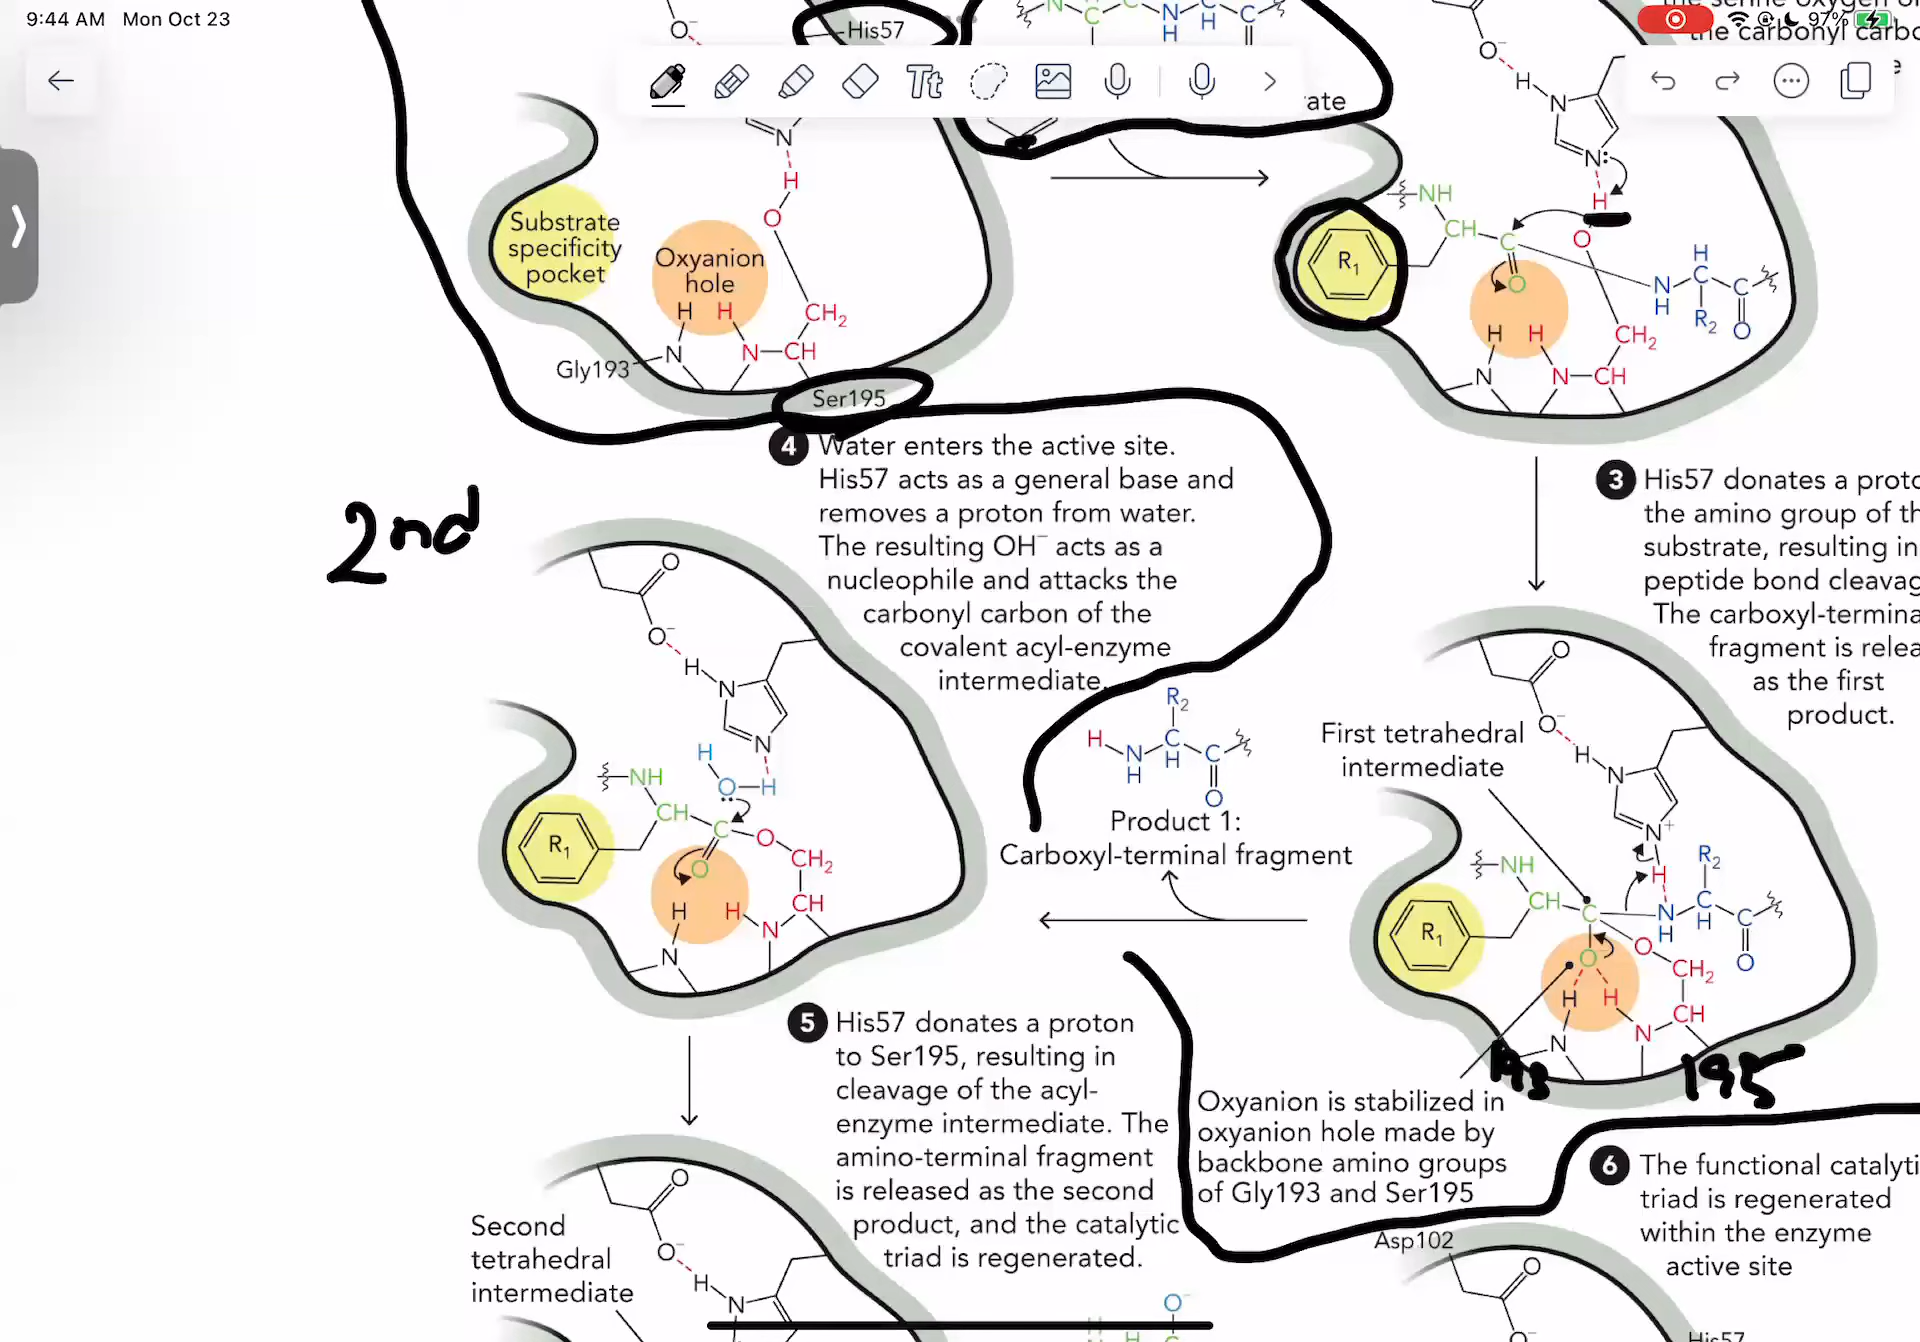 9:44 AM Mon Oct 23
97%
the carbonyl carbo
His57
Tt
ate
Substrate
specificity
pocket
Oxyanion
hole
Gly193
Ser195
N
H
O
H
H
CH₂
N
N
CH
O⁻
H
N
N:
H
NH
CH
C
O
O
R₁
N
H
H
C
C
R₂
O
H
H
CH₂
N
N
CH
4 Water enters the active site.
His57 acts as a general base and
removes a proton from water.
The resulting OH⁻ acts as a
nucleophile and attacks the
carbonyl carbon of the
covalent acyl-enzyme
intermediate.
3 His57 donates a proto
the amino group of th
substrate, resulting in
peptide bond cleavag
The carboxyl-termina
fragment is relea
as the first
product.
2nd
O
O⁻
H
N
N
H
O
H
NH
CH
C
O
O
CH₂
R₁
H
H
CH
N
N
R₂
H
N
H
C
H
C
O
Product 1:
Carboxyl-terminal fragment
First tetrahedral
intermediate
O
O⁻
H
N
N⁺
H
R₂
NH
CH
C
N
H
C
H
C
O
R₁
O
O
CH₂
H
H
CH
N
N
193
195
5 His57 donates a proton
to Ser195, resulting in
cleavage of the acyl-
enzyme intermediate. The
amino-terminal fragment
is released as the second
product, and the catalytic
triad is regenerated.
Oxyanion is stabilized in
oxyanion hole made by
backbone amino groups
of Gly193 and Ser195
6 The functional catalyti
triad is regenerated
within the enzyme
active site
Second
tetrahedral
intermediate
O
O⁻
H
N
O⁻
Asp102
O
His57